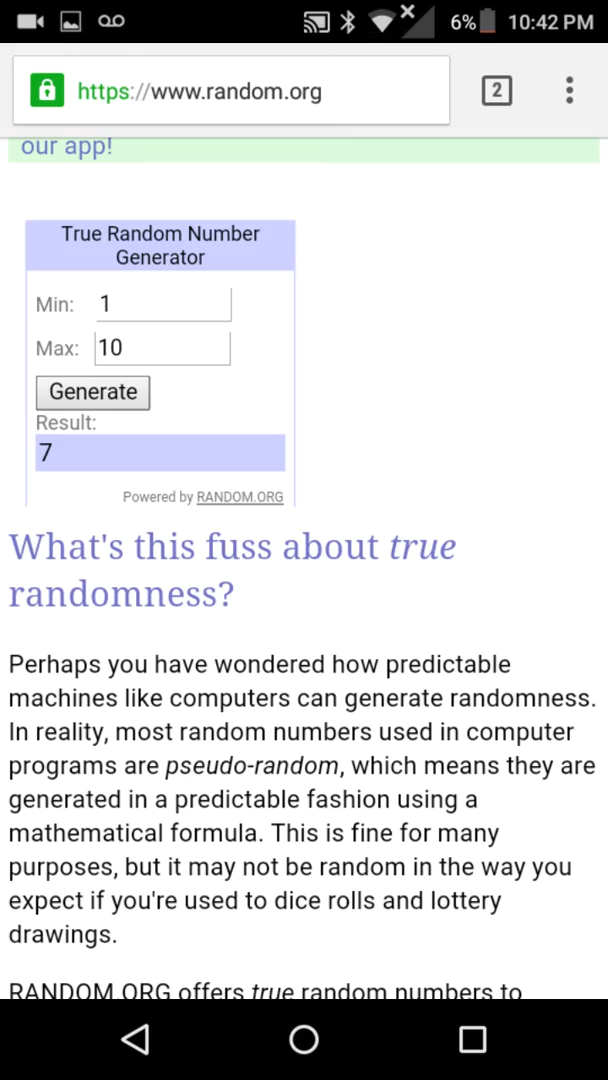 6% 10:42 PM
https://www.random.org 2
our app!
True Random Number
Generator
Min: 1
Max: 10
Generate
Result:
7
Powered by RANDOM.ORG
What's this fuss about true
randomness?
Perhaps you have wondered how predictable
machines like computers can generate randomness.
In reality, most random numbers used in computer
programs are pseudo-random, which means they are
generated in a predictable fashion using a
mathematical formula. This is fine for many
purposes, but it may not be random in the way you
expect if you're used to dice rolls and lottery
drawings.
RANDOM.ORG offers true random numbers to